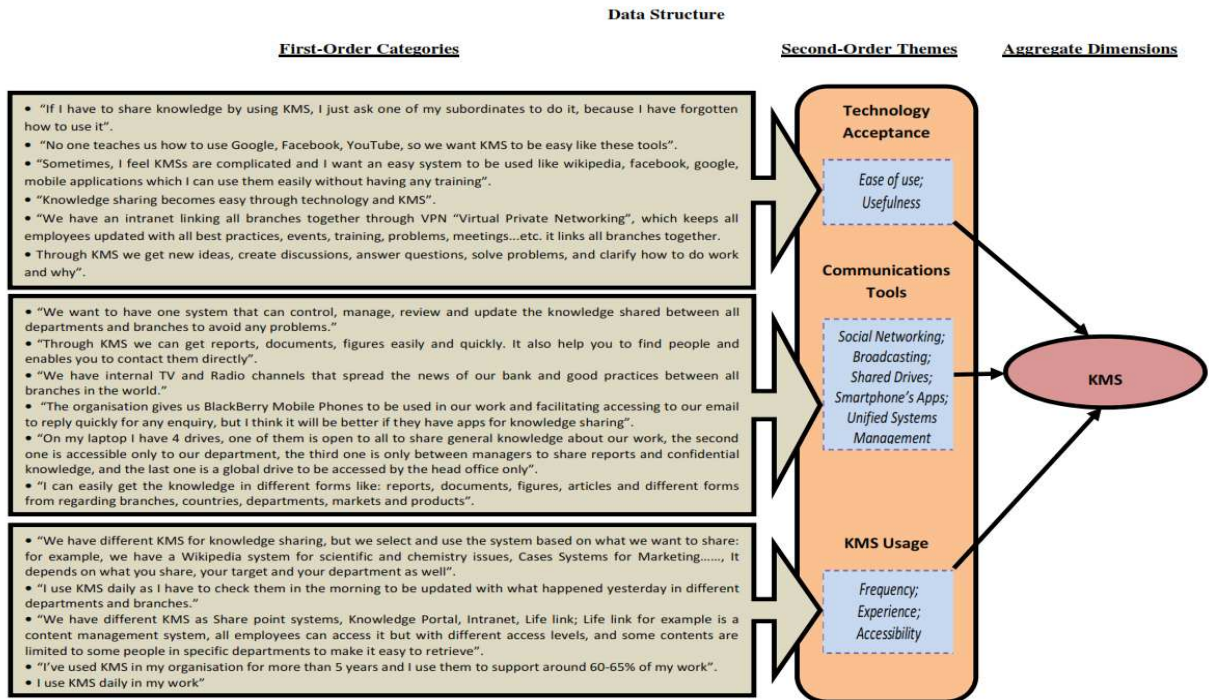 Data Structure
First-Order Categories
Second-Order Themes
Aggregate Dimensions
• “If I have to share knowledge by using KMS, I just ask one of my subordinates to do it, because I have forgotten
how to use it”.
• “No one teaches us how to use Google, Facebook, YouTube, so we want KMS to be easy like these tools”.
• “Sometimes, I feel KMSs are complicated and I want an easy system to be used like wikipedia, facebook, google,
mobile applications which I can use them easily without having any training”.
• “Knowledge sharing becomes easy through technology and KMS”.
• “We have an intranet linking all branches together through VPN “Virtual Private Networking”, which keeps all
employees updated with all best practices, events, training, problems, meetings...etc. it links all branches together.
• Through KMS we get new ideas, create discussions, answer questions, solve problems, and clarify how to do work
and why”.
Technology
Acceptance
Ease of use;
Usefulness
• “We want to have one system that can control, manage, review and update the knowledge shared between all
departments and branches to avoid any problems.”
• “Through KMS we can get reports, documents, figures easily and quickly. It also help you to find people and
enables you to contact them directly”.
• “We have internal TV and Radio channels that spread the news of our bank and good practices between all
branches in the world.”
• “The organisation gives us BlackBerry Mobile Phones to be used in our work and facilitating accessing to our email
to reply quickly for any enquiry, but I think it will be better if they have apps for knowledge sharing”.
• “On my laptop I have 4 drives, one of them is open to all to share general knowledge about our work, the second
one is accessible only to our department, the third one is only between managers to share reports and confidential
knowledge, and the last one is a global drive to be accessed by the head office only”.
• “I can easily get the knowledge in different forms like: reports, documents, figures, articles and different forms
from regarding branches, countries, departments, markets and products”.
Communications
Tools
Social Networking;
Broadcasting;
Shared Drives;
Smartphone’s Apps;
Unified Systems
Management
KMS
• “We have different KMS for knowledge sharing, but we select and use the system based on what we want to share:
for example, we have a Wikipedia system for scientific and chemistry issues, Cases Systems for Marketing......, It
depends on what you share, your target and your department as well”.
• “I use KMS daily as I have to check them in the morning to be updated with what happened yesterday in different
departments and branches.”
• “We have different KMS as Share point systems, Knowledge Portal, Intranet, Life link; Life link for example is a
content management system, all employees can access it but with different access levels, and some contents are
limited to some people in specific departments to make it easy to retrieve”.
• “I’ve used KMS in my organisation for more than 5 years and I use them to support around 60-65% of my work”.
• I use KMS daily in my work”
KMS Usage
Frequency;
Experience;
Accessibility